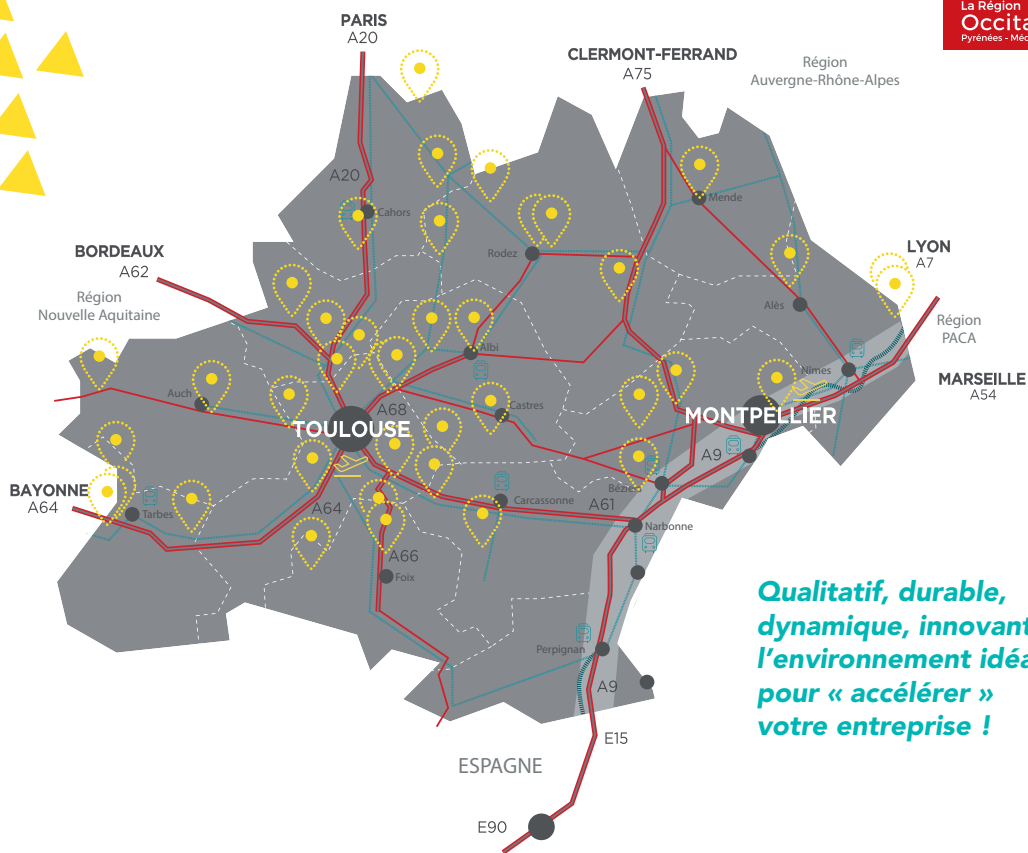 La Région
Pyrénées - Méd
PARIS
A20
CLERMONT-FERRAND
A75
Région
Auvergne-Rhône-Alpes
A20
Cahors
Mende
BORDEAUX
A62
Rodez
LYON
A7
Région
Nouvelle Aquitaine
Alès
Région
PACA
Albi
Nîmes
MARSEILLE
A54
Auch
A68
Castres
TOULOUSE
MONTPELLIER
A9
BAYONNE
A64
Béziers
Tarbes
A64
Carcassonne
A61
Narbonne
A66
Foix
Qualitatif, durable,
dynamique, innovant
l’environnement idéa
pour « accélérer »
votre entreprise !
Perpignan
A9
E15
ESPAGNE
E90